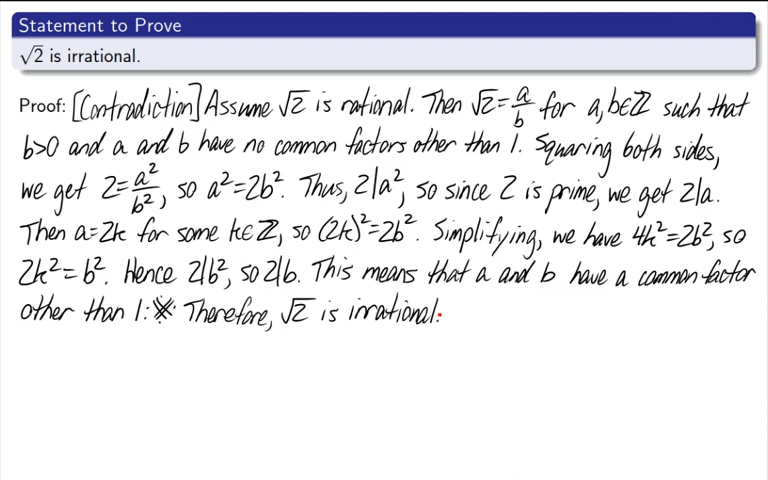 Statement to Prove
√2 is irrational.
Proof: [Contradiction] Assume √2 is rational. Then √2=a/b for a,b∈ℤ such that
b>0 and a and b have no common factors other than 1. Squaring both sides,
we get 2=a²/b², so a²=2b². Thus, 2|a², so since 2 is prime, we get 2|a.
Then a=2k for some k∈ℤ, so (2k)²=2b². Simplifying, we have 4k²=2b², so
2k²=b². Hence 2|b², so 2|b. This means that a and b have a common factor
other than 1:※ Therefore, √2 is irrational.